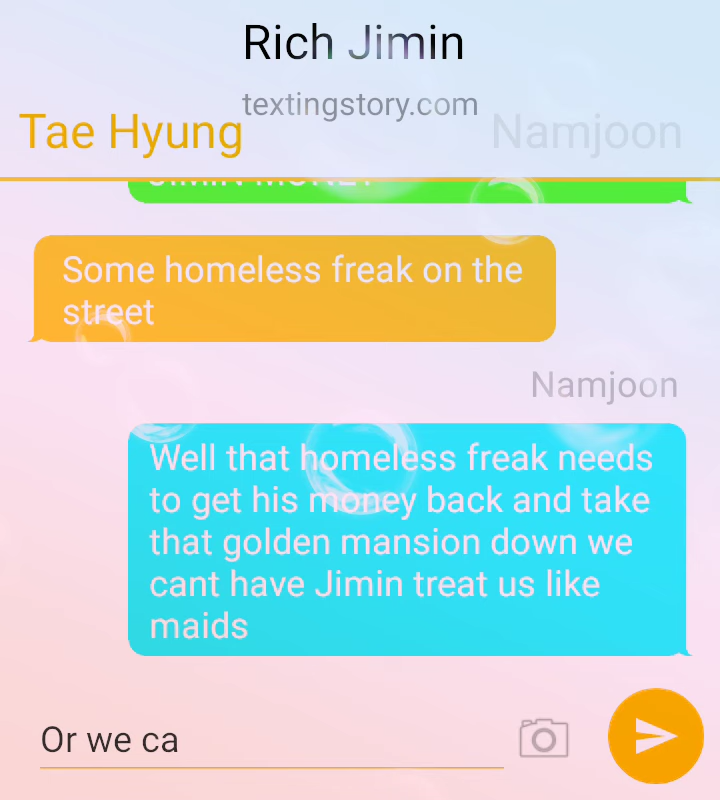 Rich Jimin
textingstory.com
Tae Hyung
Namjoon
JIMIN MONEY
Some homeless freak on the
street
Namjoon
Well that homeless freak needs
to get his money back and take
that golden mansion down we
cant have Jimin treat us like
maids
Or we ca